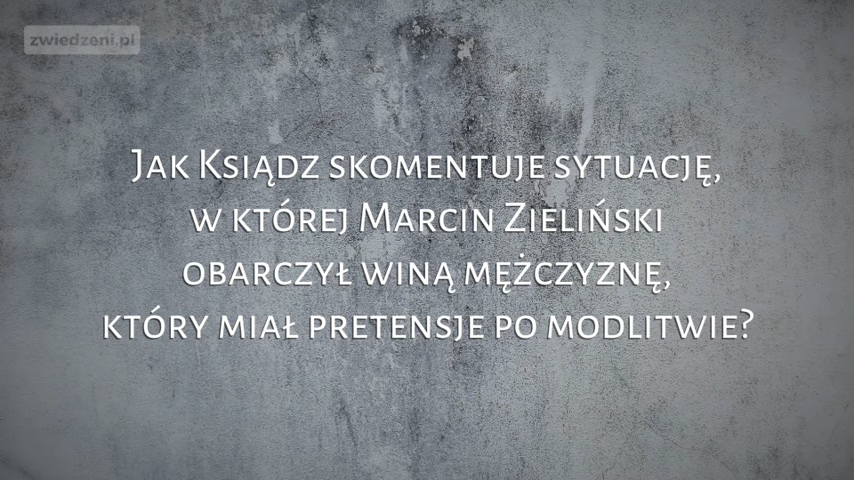 zwiedzeni.pl
Jak Ksiądz skomentuje sytuację,
w której Marcin Zieliński
obarczył winą mężczyznę,
który miał pretensje po modlitwie?